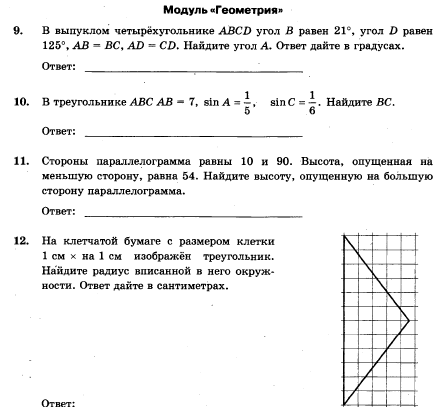 Модуль «Геометрия»
9. В выпуклом четырёхугольнике ABCD угол B равен 21°, угол D равен
125°, AB = BC, AD = CD. Найдите угол A. Ответ дайте в градусах.
Ответ:
10. В треугольнике ABC AB = 7, sin A = 1/5, sin C = 1/6. Найдите BC.
Ответ:
11. Стороны параллелограмма равны 10 и 90. Высота, опущенная на
меньшую сторону, равна 54. Найдите высоту, опущенную на большую
сторону параллелограмма.
Ответ:
12. На клетчатой бумаге с размером клетки
1 см × на 1 см изображён треугольник.
Найдите радиус вписанной в него окруж-
ности. Ответ дайте в сантиметрах.
Ответ: